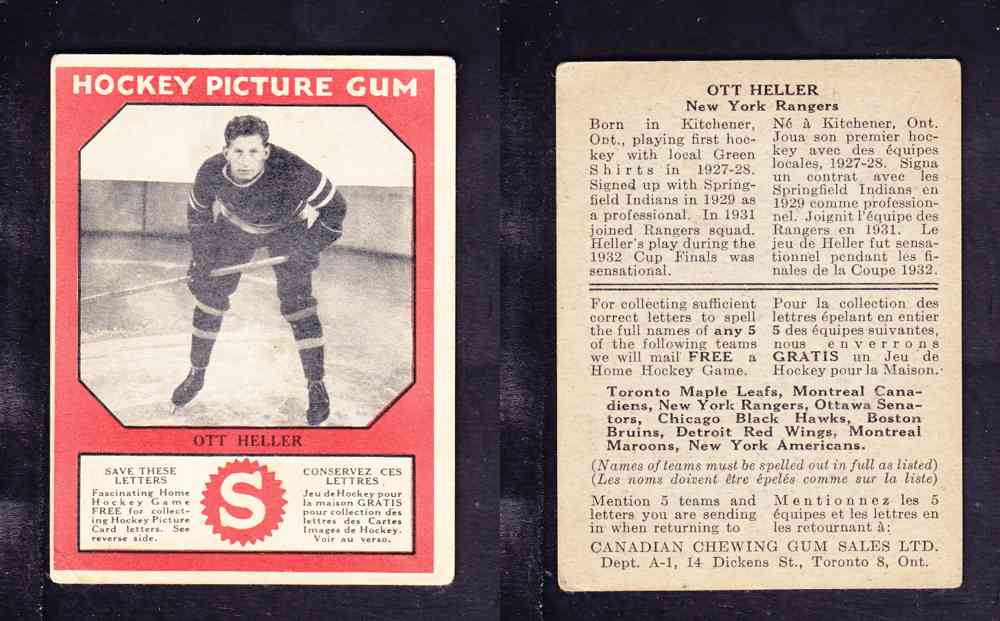 HOCKEY PICTURE GUM
OTT HELLER
SAVE THESE
LETTERS
Fascinating Home
Hockey Game
FREE for collect-
ing Hockey Picture
Card letters. See
reverse side.
S
CONSERVEZ CES
LETTRES
Jeu de Hockey pour
la maison GRATIS
pour collection des
lettres des Cartes
Images de Hockey.
Voir au verso.
OTT HELLER
New York Rangers
Born in Kitchener,
Ont., playing first hoc-
key with local Green
Shirts in 1927-28.
Signed up with Spring-
field Indians in 1929 as
a professional. In 1931
joined Rangers squad.
Heller's play during the
1932 Cup Finals was
sensational.
Né à Kitchener, Ont.
Joua son premier hoc-
key avec des équipes
locales, 1927-28. Signa
un contrat avec les
Springfield Indians en
1929 comme profession-
nel. Joignit l'équipe des
Rangers en 1931. Le
jeu de Heller fut sensa-
tionnel pendant les fi-
nales de la Coupe 1932.
For collecting sufficient
correct letters to spell
the full names of any 5
of the following teams
we will mail FREE a
Home Hockey Game.
Pour la collection des
lettres épelant en entier
5 des équipes suivantes,
nous enverrons
GRATIS un Jeu de
Hockey pour la Maison.
Toronto Maple Leafs, Montreal Cana-
diens, New York Rangers, Ottawa Sena-
tors, Chicago Black Hawks, Boston
Bruins, Detroit Red Wings, Montreal
Maroons, New York Americans.
(Names of teams must be spelled out in full as listed)
(Les noms doivent être épelés comme sur la liste)
Mention 5 teams and
letters you are sending
in when returning to
Mentionnez les 5
équipes et les lettres en
les retournant à:
CANADIAN CHEWING GUM SALES LTD.
Dept. A-1, 14 Dickens St., Toronto 8, Ont.